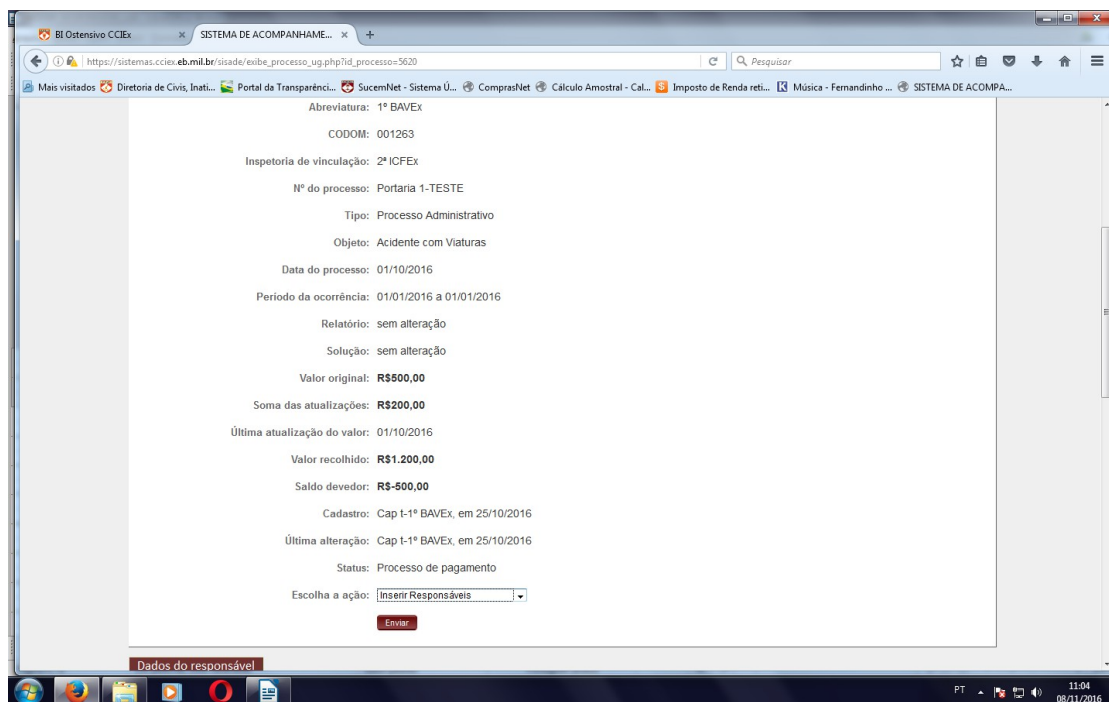 BI Ostensivo CCIEx
SISTEMA DE ACOMPANHAME...
https://sistemas.cciex.eb.mil.br/sisade/exibe_processo_ug.php?id_processo=5620
Pesquisar
Mais visitados Diretoria de Civis, Inati... Portal da Transparênci... SucemNet - Sistema Ú... ComprasNet Cálculo Amostral - Cal... Imposto de Renda reti... Música - Fernandinho ... SISTEMA DE ACOMPA...
Abreviatura: 1º BAVEx
CODOM: 001263
Inspetoria de vinculação: 2ª ICFEx
Nº do processo: Portaria 1-TESTE
Tipo: Processo Administrativo
Objeto: Acidente com Viaturas
Data do processo: 01/10/2016
Período da ocorrência: 01/01/2016 a 01/01/2016
Relatório: sem alteração
Solução: sem alteração
Valor original: R$500,00
Soma das atualizações: R$200,00
Última atualização do valor: 01/10/2016
Valor recolhido: R$1.200,00
Saldo devedor: R$-500,00
Cadastro: Cap t-1º BAVEx, em 25/10/2016
Última alteração: Cap t-1º BAVEx, em 25/10/2016
Status: Processo de pagamento
Escolha a ação: Inserir Responsáveis
Enviar
Dados do responsável
PT
11:04
08/11/2016